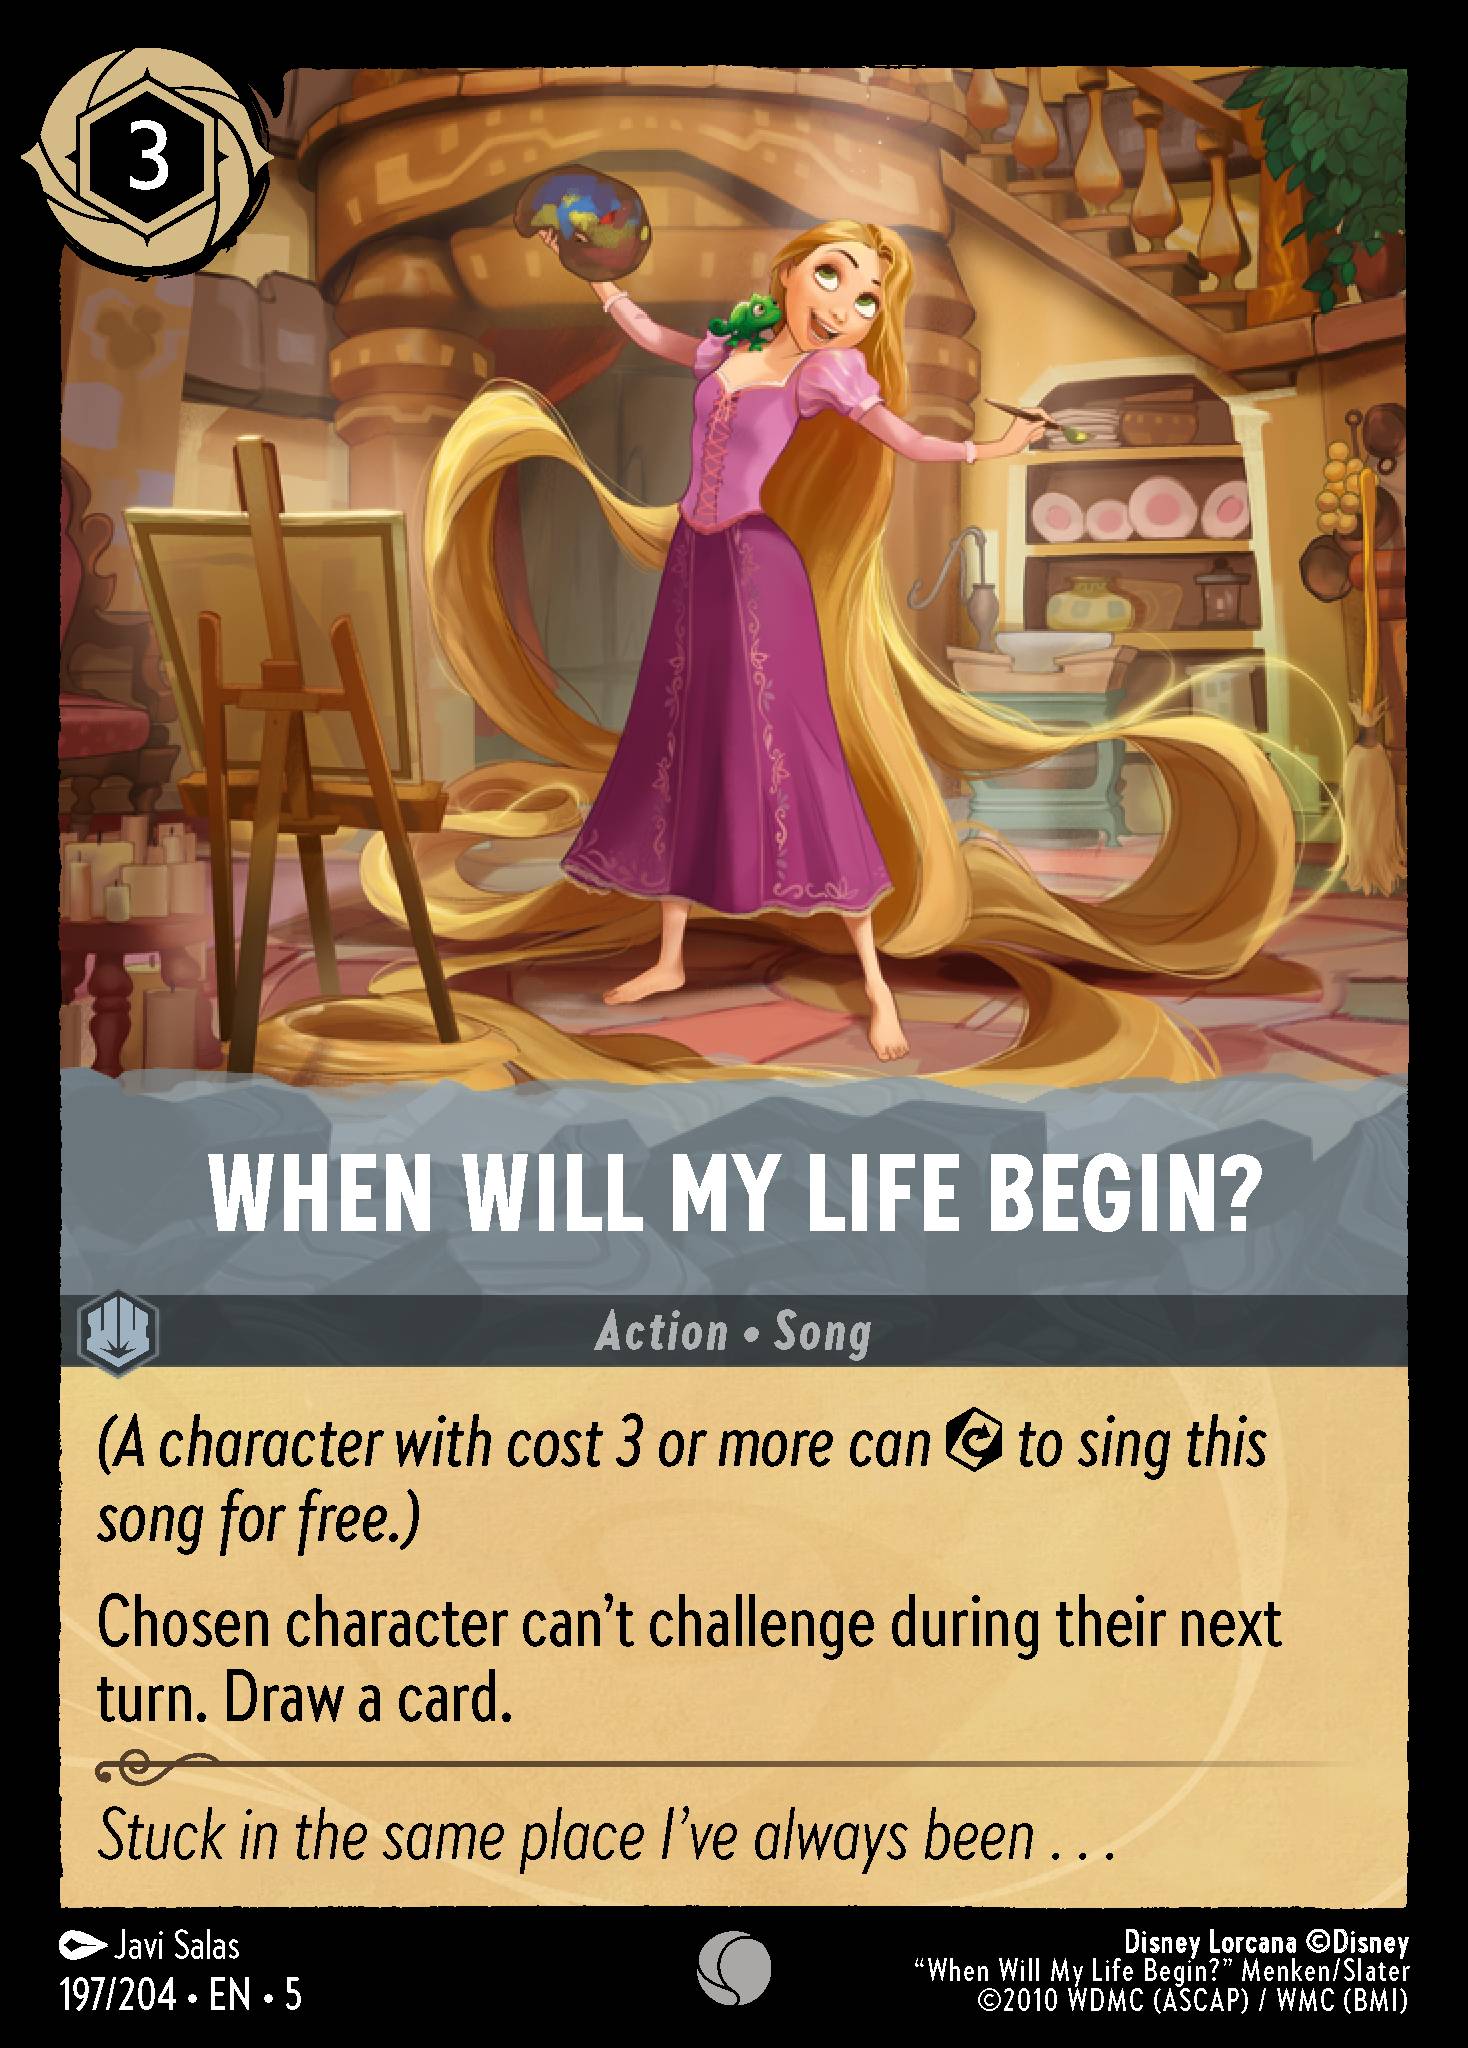 3
WHEN WILL MY LIFE BEGIN?
Action • Song
(A character with cost 3 or more can to sing this
song for free.)
Chosen character can't challenge during their next
turn. Draw a card.
Stuck in the same place I've always been . . .
Javi Salas
197/204 • EN • 5
Disney Lorcana ©Disney
“When Will My Life Begin?” Menken/Slater
©2010 WDMC (ASCAP) / WMC (BMI)